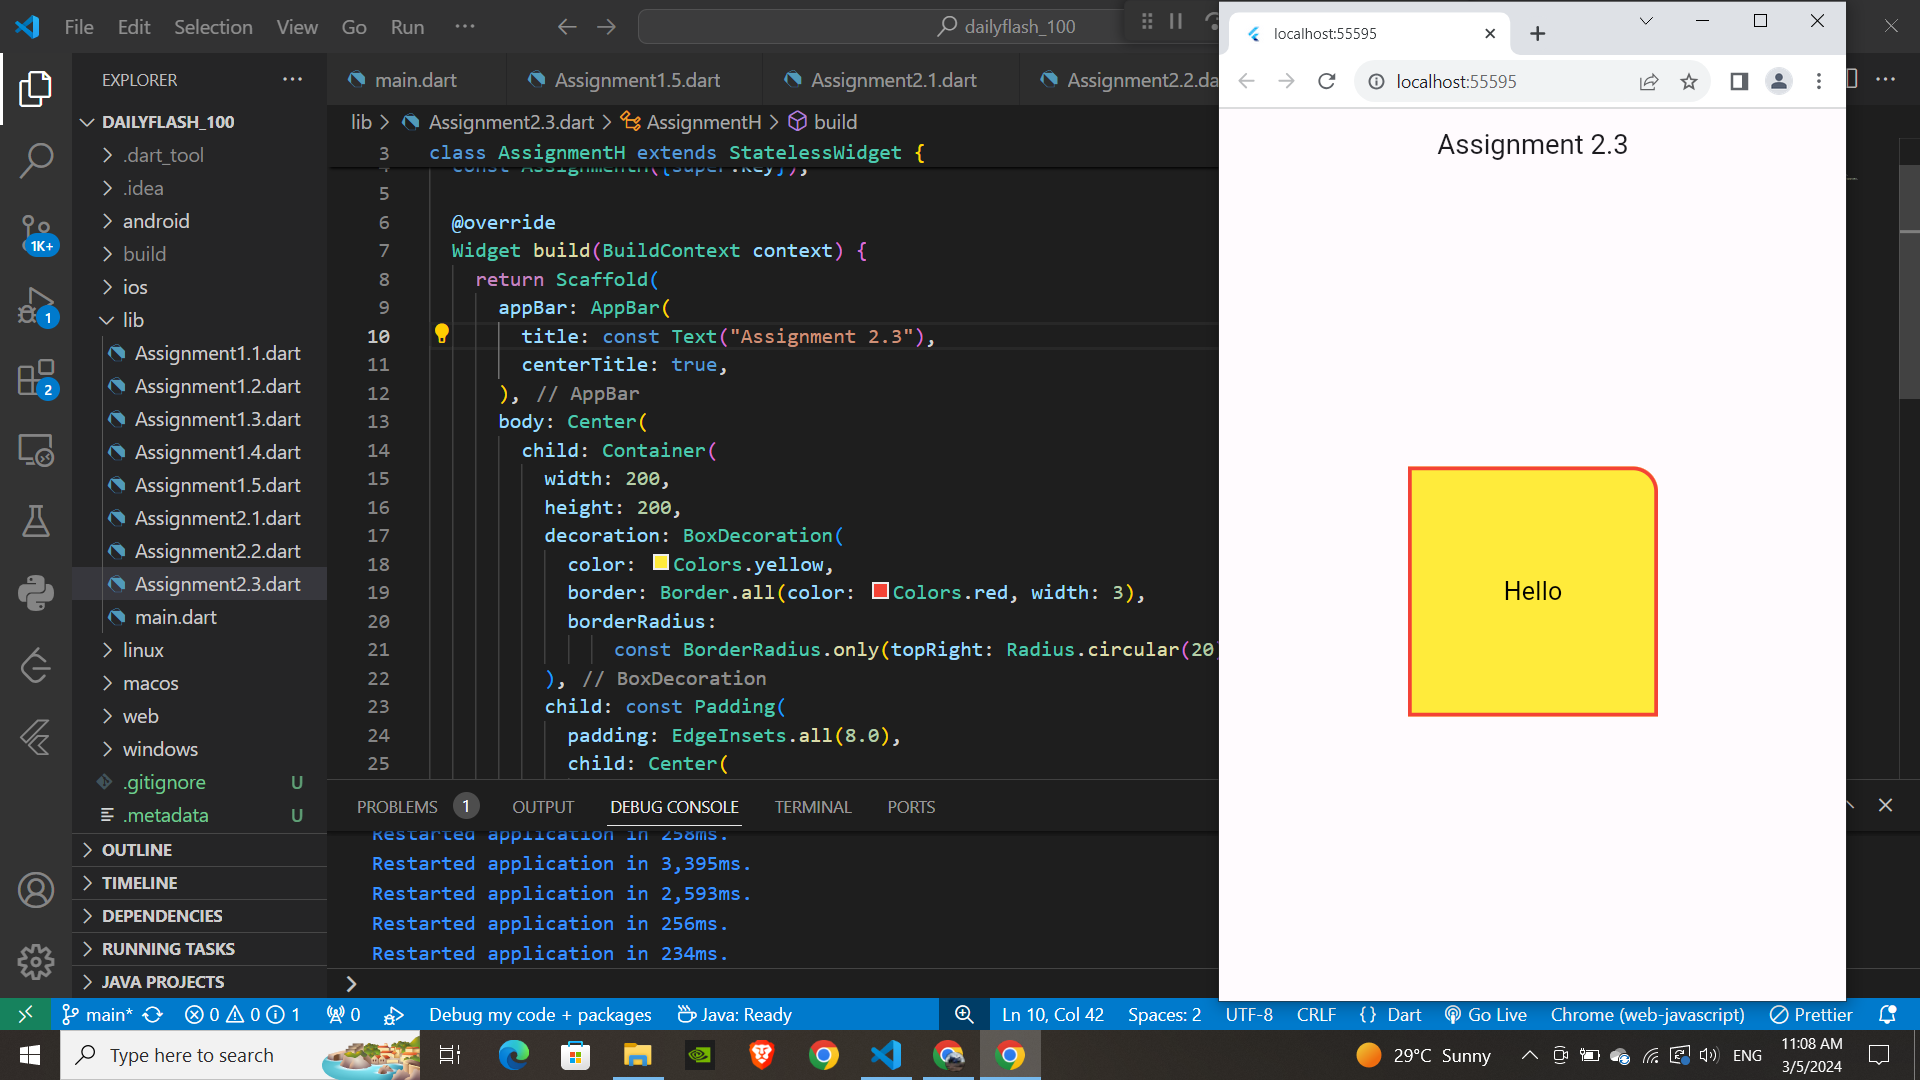 File Edit Selection View Go Run ···
dailyflash_100
EXPLORER
DAILYFLASH_100
.dart_tool
.idea
android
build
ios
lib
Assignment1.1.dart
Assignment1.2.dart
Assignment1.3.dart
Assignment1.4.dart
Assignment1.5.dart
Assignment2.1.dart
Assignment2.2.dart
Assignment2.3.dart
main.dart
linux
macos
web
windows
.gitignore U
.metadata U
OUTLINE
TIMELINE
DEPENDENCIES
RUNNING TASKS
JAVA PROJECTS
1K+
1
2
main.dart Assignment1.5.dart Assignment2.1.dart Assignment2.2.da
lib > Assignment2.3.dart > AssignmentH > build
3 class AssignmentH extends StatelessWidget {
4 const AssignmentH({super.key});
5
6 @override
7 Widget build(BuildContext context) {
8 return Scaffold(
9 appBar: AppBar(
10 title: const Text("Assignment 2.3"),
11 centerTitle: true,
12 ), // AppBar
13 body: Center(
14 child: Container(
15 width: 200,
16 height: 200,
17 decoration: BoxDecoration(
18 color: Colors.yellow,
19 border: Border.all(color: Colors.red, width: 3),
20 borderRadius:
21 const BorderRadius.only(topRight: Radius.circular(20)
22 ), // BoxDecoration
23 child: const Padding(
24 padding: EdgeInsets.all(8.0),
25 child: Center(
PROBLEMS 1 OUTPUT DEBUG CONSOLE TERMINAL PORTS
Restarted application in 258ms.
Restarted application in 3,395ms.
Restarted application in 2,593ms.
Restarted application in 256ms.
Restarted application in 234ms.
>
localhost:55595
localhost:55595
Assignment 2.3
Hello
main* 0 0 1 0 Debug my code + packages Java: Ready Ln 10, Col 42 Spaces: 2 UTF-8 CRLF {} Dart Go Live Chrome (web-javascript) Prettier
Type here to search
29°C Sunny
ENG
11:08 AM
3/5/2024